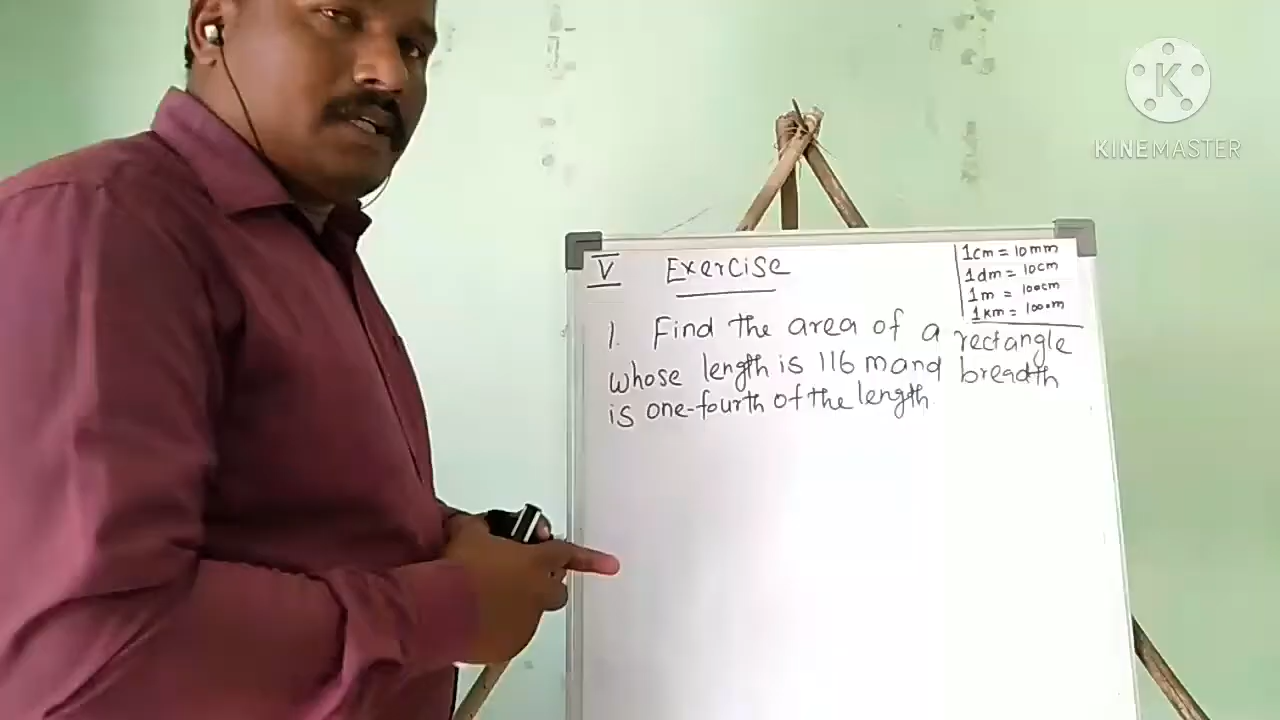 K
KINEMASTER
V Exercise
1cm = 10mm
1dm = 10cm
1m = 100cm
1km = 1000m
1. Find the area of a rectangle
whose length is 116 m and breadth
is one-fourth of the length